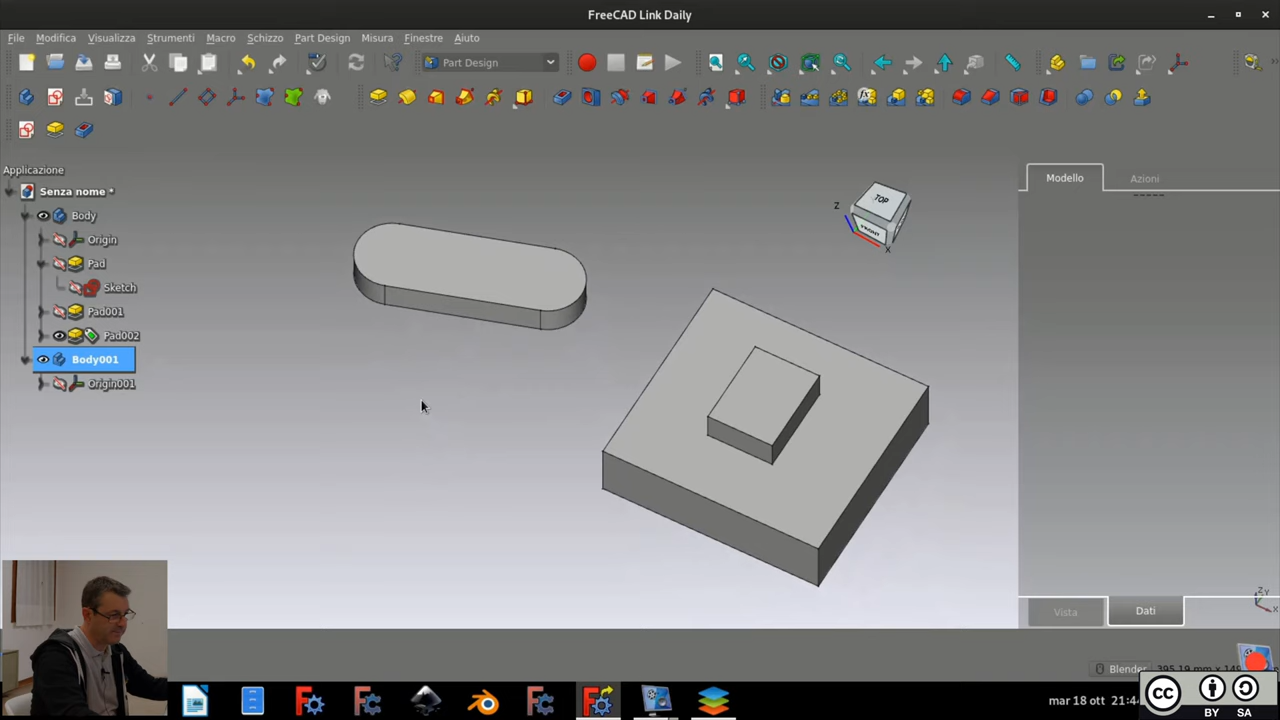 FreeCAD Link Daily
File Modifica Visualizza Strumenti Macro Schizzo Part Design Misura Finestre Aiuto
Part Design
Applicazione
Senza nome *
Body
Origin
Pad
Sketch
Pad001
Pad002
Body001
Origin001
TOP
FRONT
Z
X
Modello Azioni
Vista Dati
Blender
mar 18 ott 21:4
CC BY SA